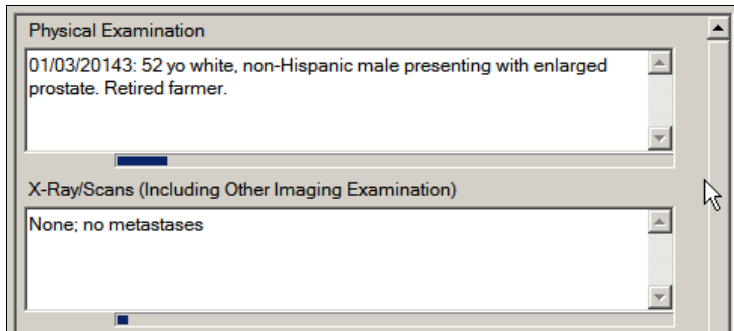 Physical Examination
01/03/20143: 52 yo white, non-Hispanic male presenting with enlarged
prostate. Retired farmer.
X-Ray/Scans (Including Other Imaging Examination)
None; no metastases